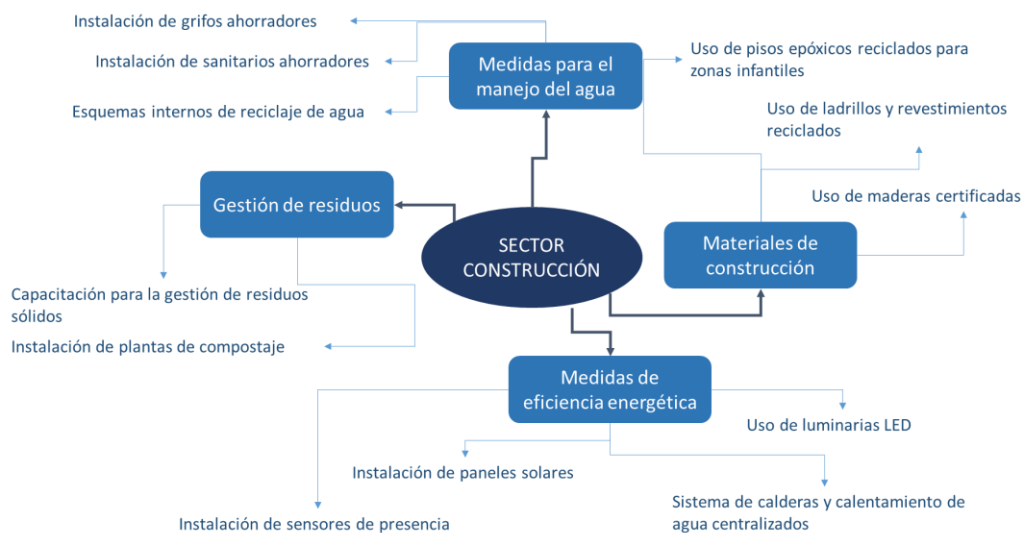 Instalación de grifos ahorradores
Instalación de sanitarios ahorradores
Esquemas internos de reciclaje de agua
Medidas para el
manejo del agua
Uso de pisos epóxicos reciclados para
zonas infantiles
Uso de ladrillos y revestimientos
reciclados
Uso de maderas certificadas
Gestión de residuos
SECTOR
CONSTRUCCIÓN
Materiales de
construcción
Capacitación para la gestión de residuos
sólidos
Instalación de plantas de compostaje
Medidas de
eficiencia energética
Uso de luminarias LED
Instalación de paneles solares
Sistema de calderas y calentamiento de
agua centralizados
Instalación de sensores de presencia